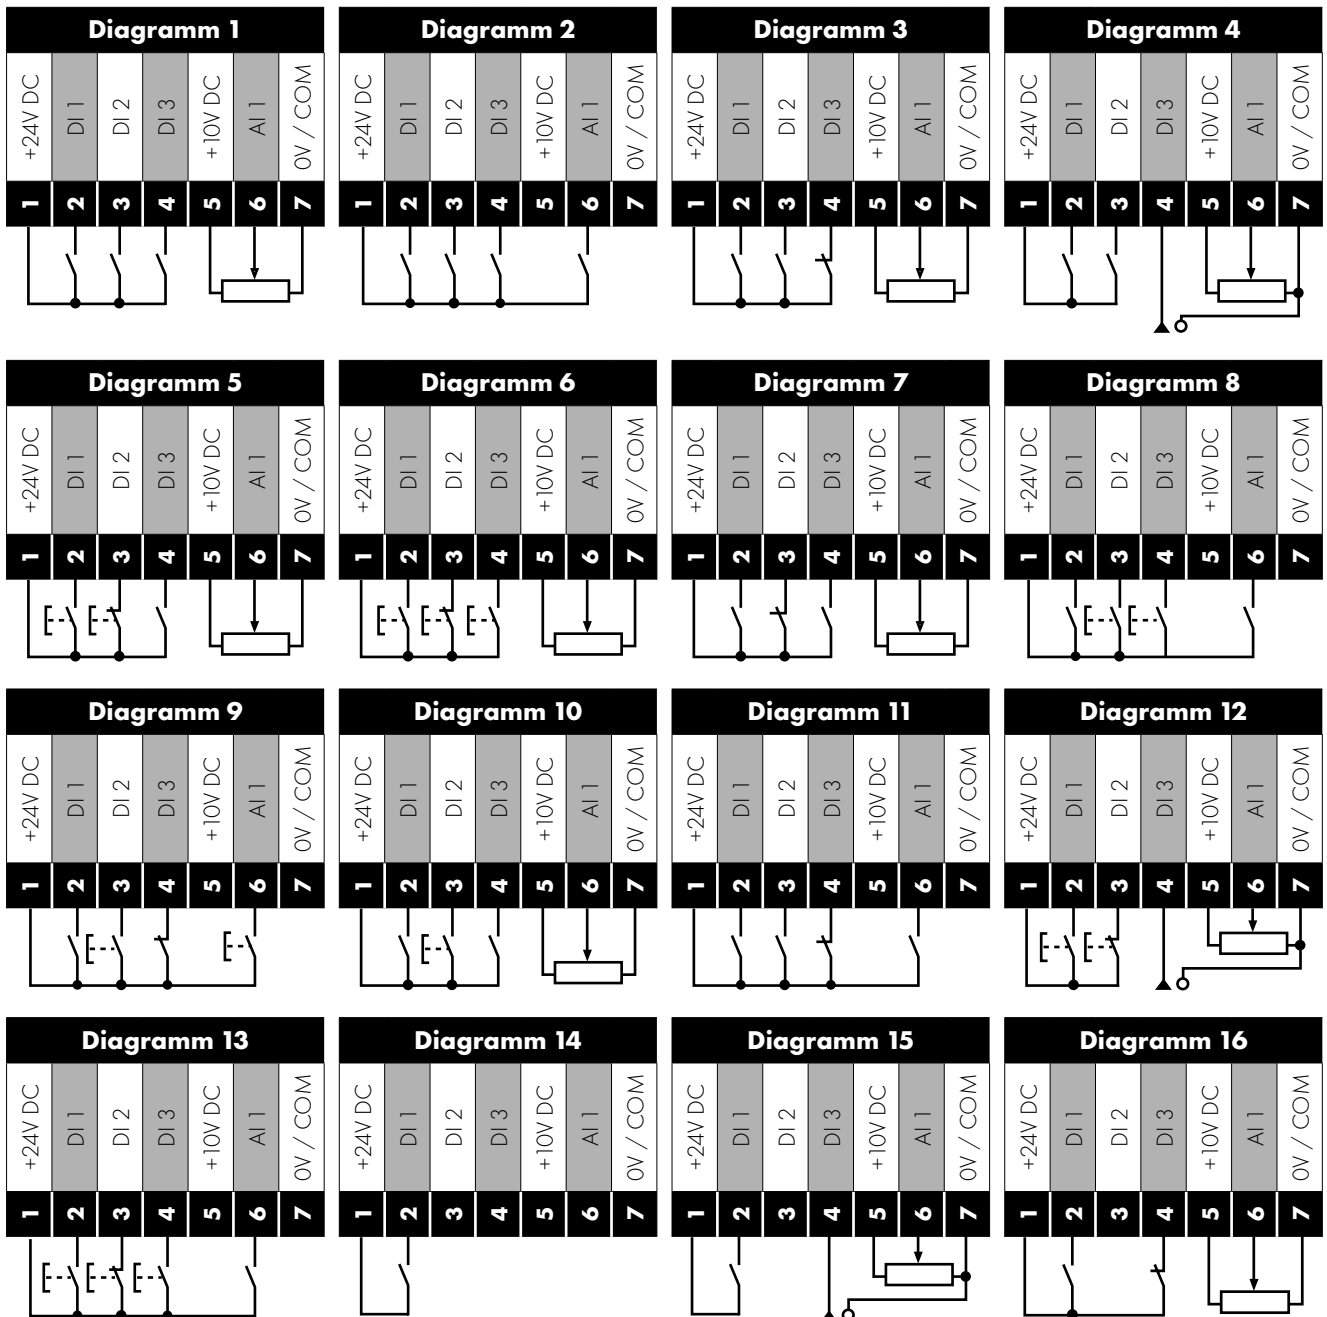 Diagramm 1
+24V DC
DI 1
DI 2
DI 3
+10V DC
AI 1
0V / COM
1
2
3
4
5
6
7
Diagramm 2
+24V DC
DI 1
DI 2
DI 3
+10V DC
AI 1
0V / COM
1
2
3
4
5
6
7
Diagramm 3
+24V DC
DI 1
DI 2
DI 3
+10V DC
AI 1
0V / COM
1
2
3
4
5
6
7
Diagramm 4
+24V DC
DI 1
DI 2
DI 3
+10V DC
AI 1
0V / COM
1
2
3
4
5
6
7
Diagramm 5
+24V DC
DI 1
DI 2
DI 3
+10V DC
AI 1
0V / COM
1
2
3
4
5
6
7
Diagramm 6
+24V DC
DI 1
DI 2
DI 3
+10V DC
AI 1
0V / COM
1
2
3
4
5
6
7
Diagramm 7
+24V DC
DI 1
DI 2
DI 3
+10V DC
AI 1
0V / COM
1
2
3
4
5
6
7
Diagramm 8
+24V DC
DI 1
DI 2
DI 3
+10V DC
AI 1
0V / COM
1
2
3
4
5
6
7
Diagramm 9
+24V DC
DI 1
DI 2
DI 3
+10V DC
AI 1
0V / COM
1
2
3
4
5
6
7
Diagramm 10
+24V DC
DI 1
DI 2
DI 3
+10V DC
AI 1
0V / COM
1
2
3
4
5
6
7
Diagramm 11
+24V DC
DI 1
DI 2
DI 3
+10V DC
AI 1
0V / COM
1
2
3
4
5
6
7
Diagramm 12
+24V DC
DI 1
DI 2
DI 3
+10V DC
AI 1
0V / COM
1
2
3
4
5
6
7
Diagramm 13
+24V DC
DI 1
DI 2
DI 3
+10V DC
AI 1
0V / COM
1
2
3
4
5
6
7
Diagramm 14
+24V DC
DI 1
DI 2
DI 3
+10V DC
AI 1
0V / COM
1
2
3
4
5
6
7
Diagramm 15
+24V DC
DI 1
DI 2
DI 3
+10V DC
AI 1
0V / COM
1
2
3
4
5
6
7
Diagramm 16
+24V DC
DI 1
DI 2
DI 3
+10V DC
AI 1
0V / COM
1
2
3
4
5
6
7